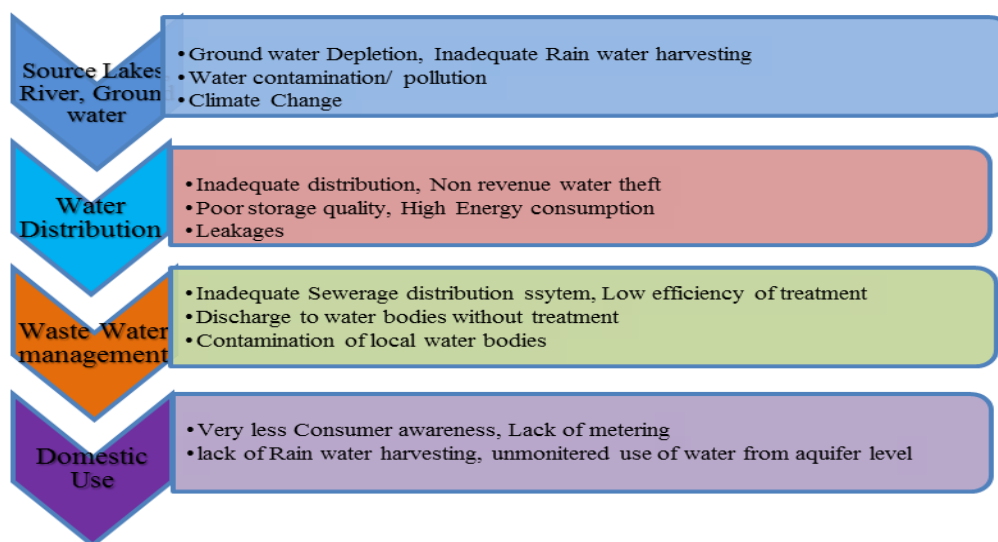 Source Lakes,
River, Ground
water
•Ground water Depletion, Inadequate Rain water harvesting
•Water contamination/ pollution
•Climate Change
Water
Distribution
•Inadequate distribution, Non revenue water theft
•Poor storage quality, High Energy consumption
•Leakages
Waste Water
management
•Inadequate Sewerage distribution ssytem, Low efficiency of treatment
•Discharge to water bodies without treatment
•Contamination of local water bodies
Domestic
Use
•Very less Consumer awareness, Lack of metering
•lack of Rain water harvesting, unmonitered use of water from aquifer level